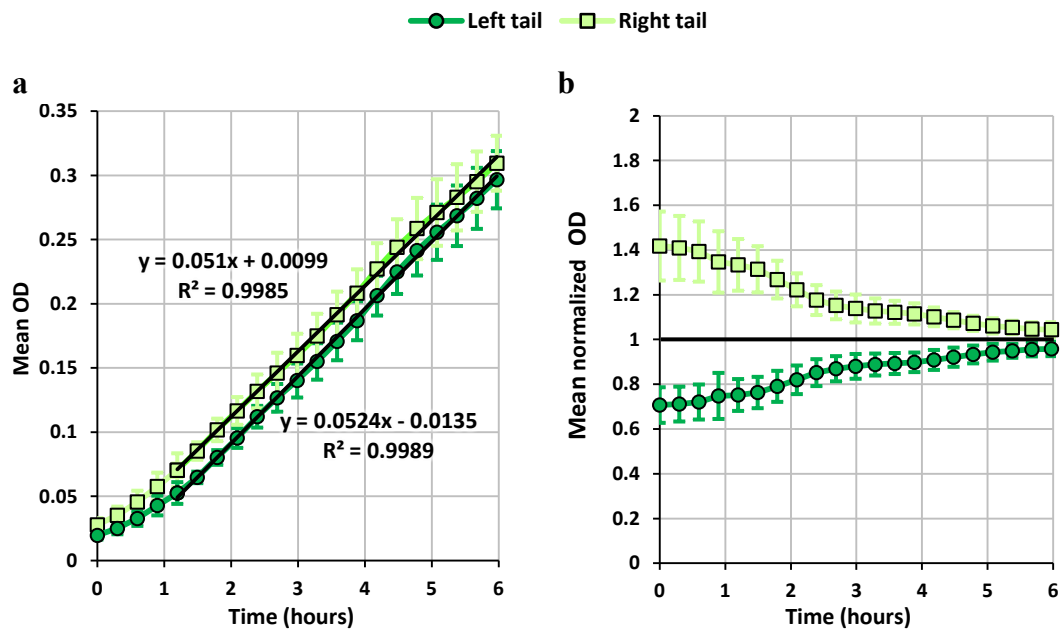 Left tail Right tail
a
Mean OD
0.35
0.3
0.25
0.2
0.15
0.1
0.05
0
y = 0.051x + 0.0099
R² = 0.9985
y = 0.0524x - 0.0135
R² = 0.9989
0 1 2 3 4 5 6
Time (hours)
b
Mean normalized OD
2
1.8
1.6
1.4
1.2
1
0.8
0.6
0.4
0.2
0
0 1 2 3 4 5 6
Time (hours)